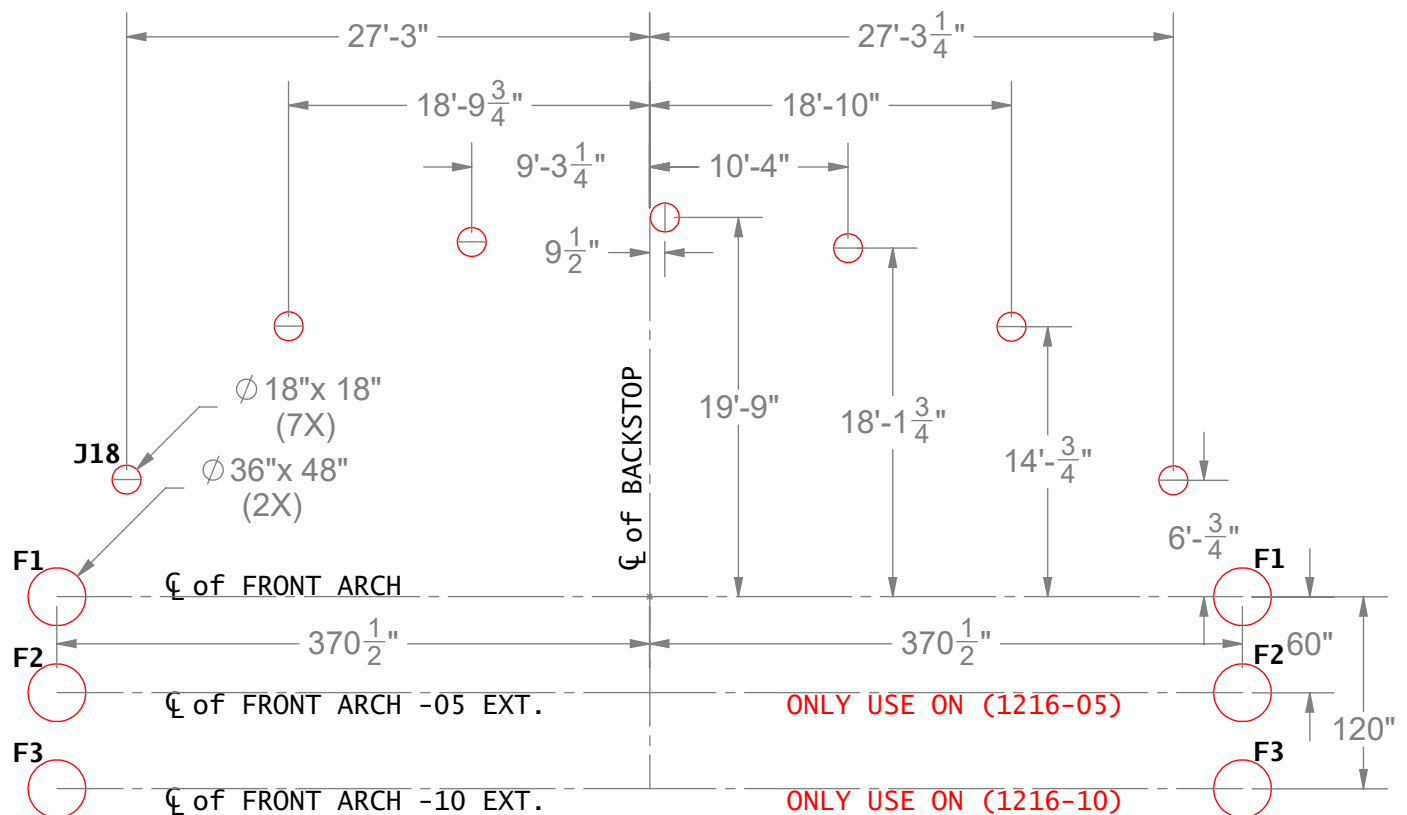 27'-3"
27'-3 1/4"
18'-9 3/4"
18'-10"
9'-3 1/4"
10'-4"
9 1/2"
⌀ 18"x 18"
(7X)
℄ of BACKSTOP
19'-9"
18'-1 3/4"
14'-3/4"
J18
⌀ 36"x 48"
(2X)
6'-3/4"
F1
℄ of FRONT ARCH
F1
370 1/2"
370 1/2"
60"
F2
℄ of FRONT ARCH -05 EXT.
ONLY USE ON (1216-05)
F2
120"
F3
℄ of FRONT ARCH -10 EXT.
ONLY USE ON (1216-10)
F3